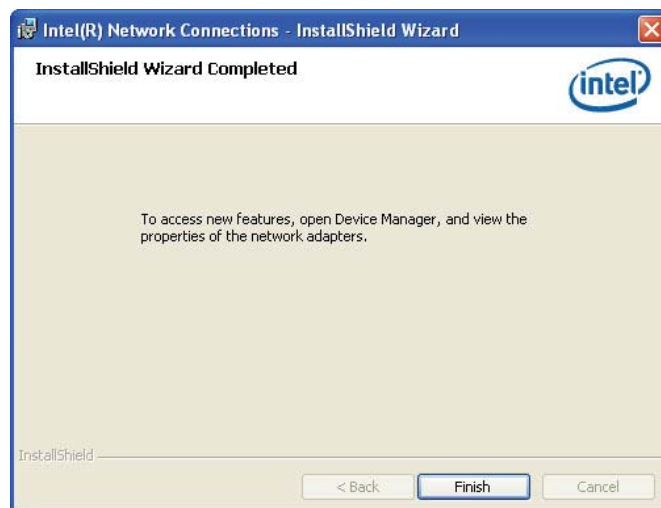 Intel(R) Network Connections - InstallShield Wizard
InstallShield Wizard Completed
intel
To access new features, open Device Manager, and view the
properties of the network adapters.
InstallShield
< Back
Finish
Cancel